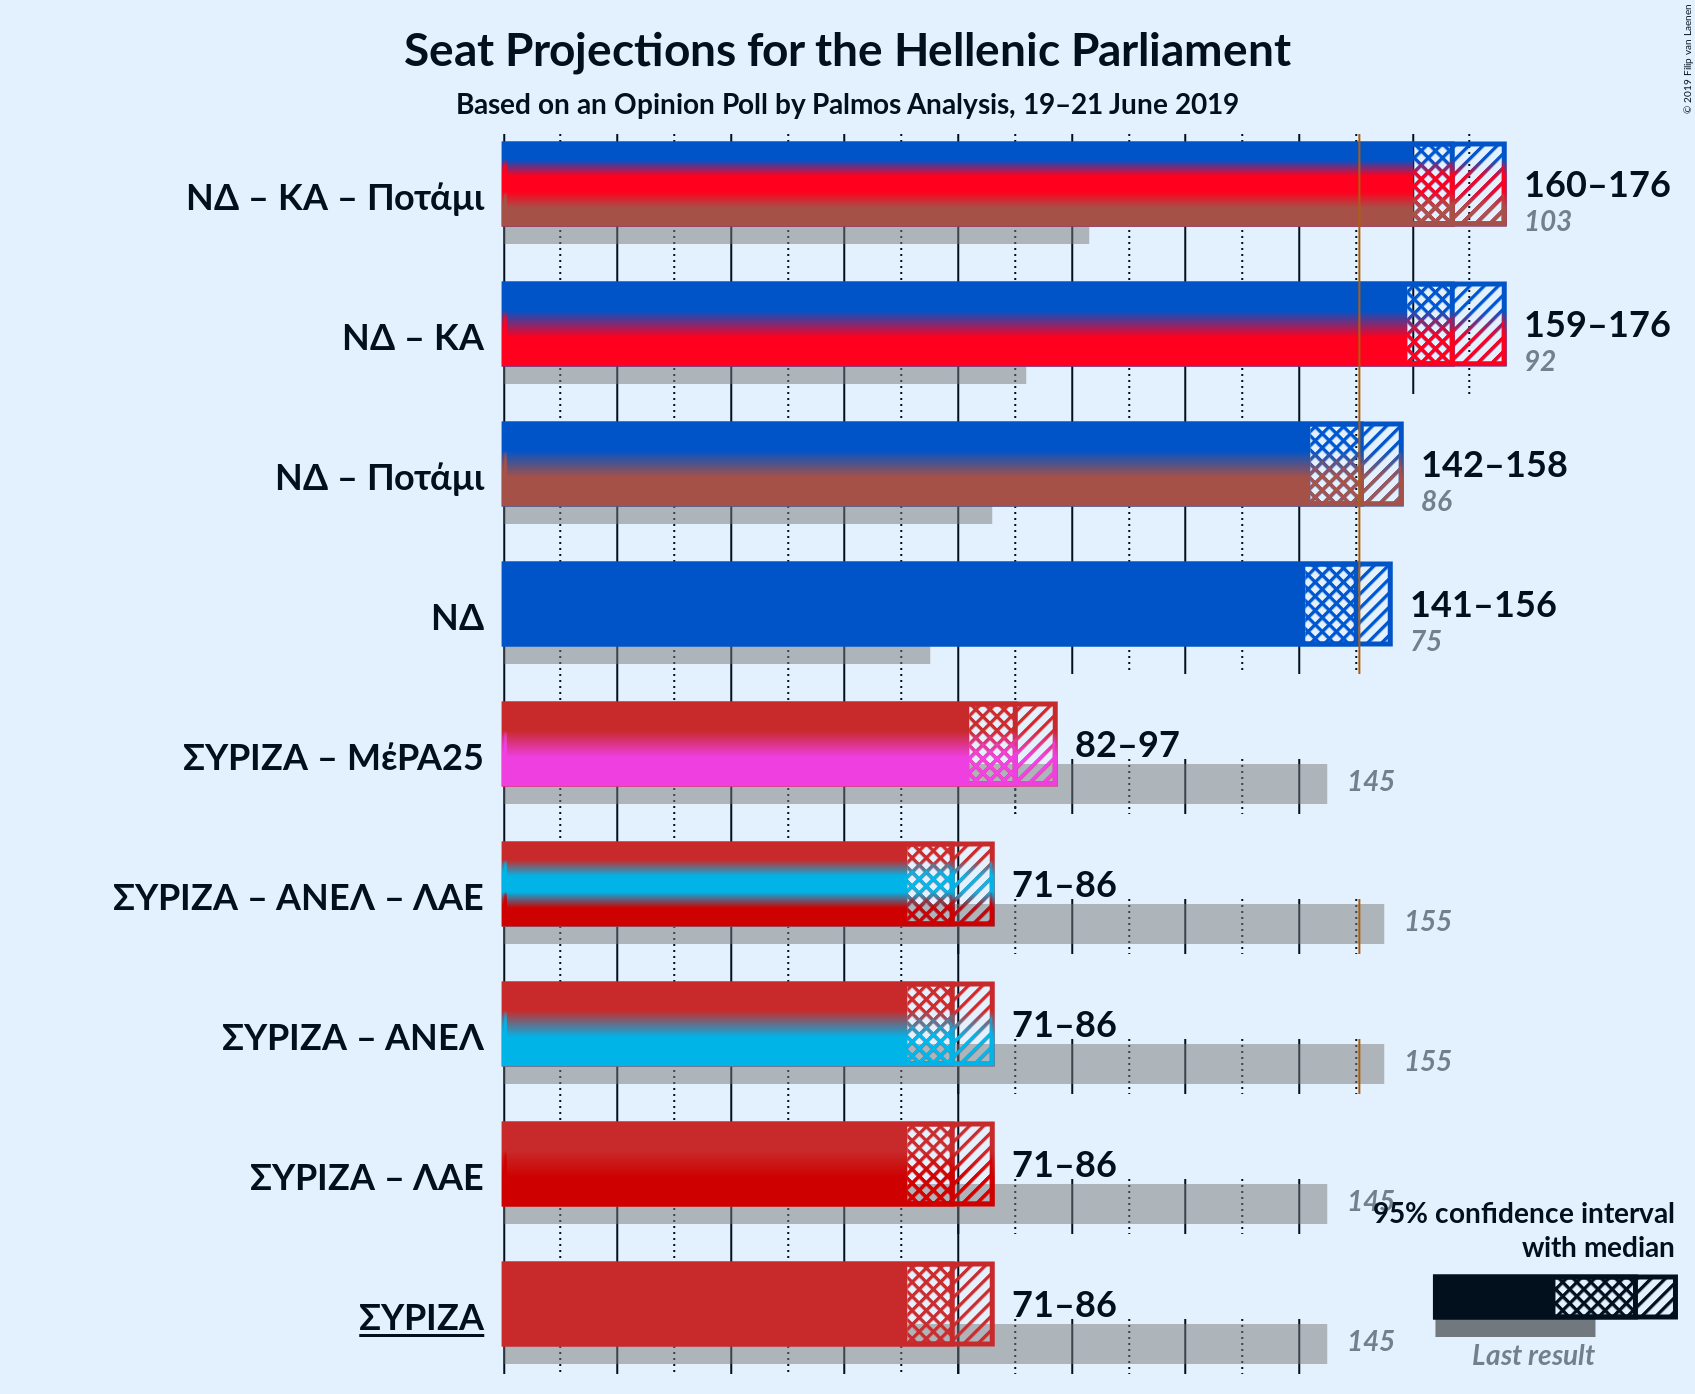 Seat Projections for the Hellenic Parliament
Based on an Opinion Poll by Palmos Analysis, 19–21 June 2019
© 2019 Filip van Laenen
ΝΔ – ΚΑ – Ποτάμι
160–176
103
ΝΔ – ΚΑ
159–176
92
ΝΔ – Ποτάμι
142–158
86
ΝΔ
141–156
75
ΣΥΡΙΖΑ – ΜέΡΑ25
82–97
145
ΣΥΡΙΖΑ – ΑΝΕΛ – ΛΑΕ
71–86
155
ΣΥΡΙΖΑ – ΑΝΕΛ
71–86
155
ΣΥΡΙΖΑ – ΛΑΕ
71–86
145
ΣΥΡΙΖΑ
71–86
145
95% confidence interval
with median
Last result